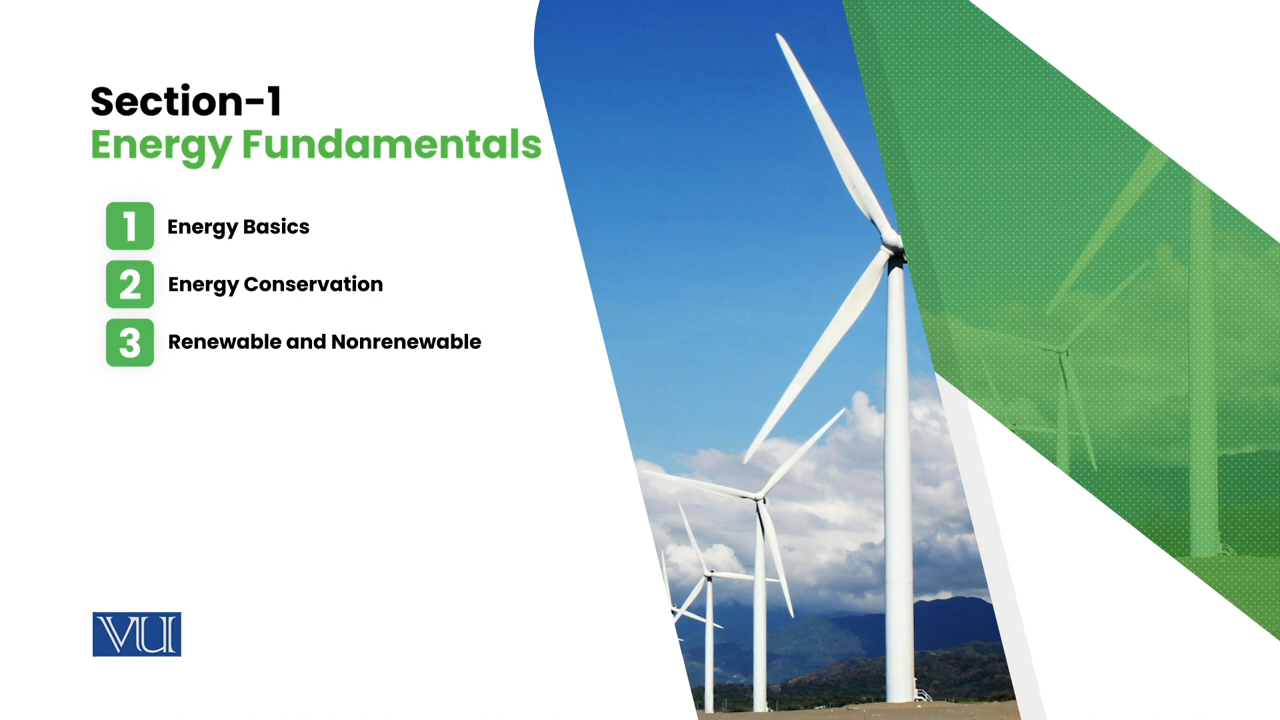 Section-1
Energy Fundamentals
1 Energy Basics
2 Energy Conservation
3 Renewable and Nonrenewable
VU